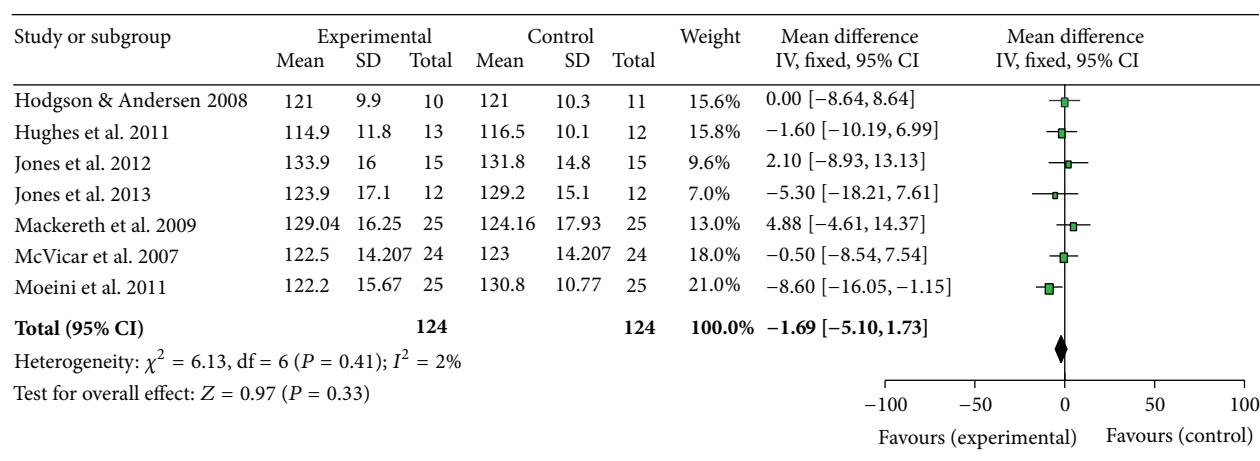 Study or subgroup Experimental Control Weight Mean difference Mean difference
Mean SD Total Mean SD Total IV, fixed, 95% CI IV, fixed, 95% CI
Hodgson & Andersen 2008 121 9.9 10 121 10.3 11 15.6% 0.00 [−8.64, 8.64]
Hughes et al. 2011 114.9 11.8 13 116.5 10.1 12 15.8% −1.60 [−10.19, 6.99]
Jones et al. 2012 133.9 16 15 131.8 14.8 15 9.6% 2.10 [−8.93, 13.13]
Jones et al. 2013 123.9 17.1 12 129.2 15.1 12 7.0% −5.30 [−18.21, 7.61]
Mackereth et al. 2009 129.04 16.25 25 124.16 17.93 25 13.0% 4.88 [−4.61, 14.37]
McVicar et al. 2007 122.5 14.207 24 123 14.207 24 18.0% −0.50 [−8.54, 7.54]
Moeini et al. 2011 122.2 15.67 25 130.8 10.77 25 21.0% −8.60 [−16.05, −1.15]
Total (95% CI) 124 124 100.0% −1.69 [−5.10, 1.73]
Heterogeneity: χ² = 6.13, df = 6 (P = 0.41); I² = 2%
Test for overall effect: Z = 0.97 (P = 0.33)
−100 −50 0 50 100
Favours (experimental) Favours (control)